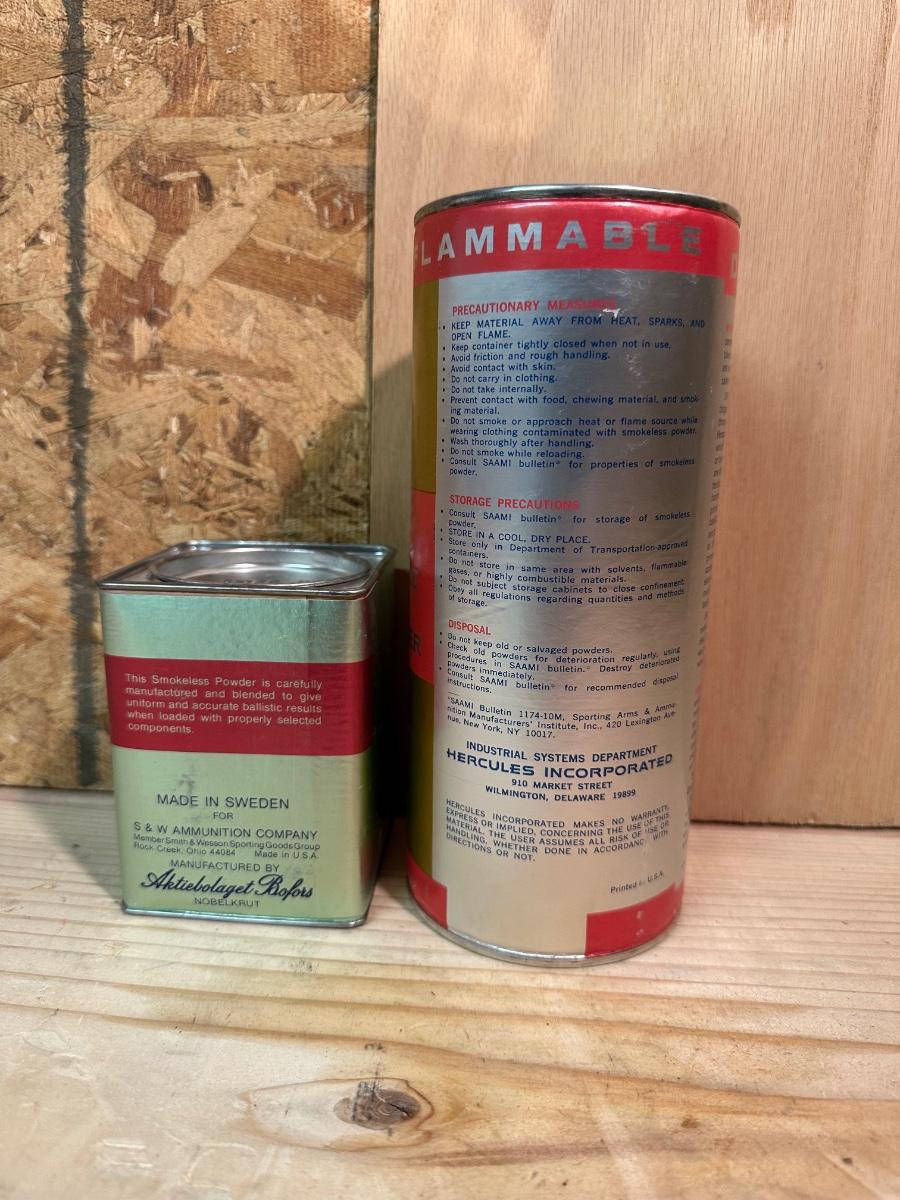 This Smokeless Powder is carefully
manufactured and blended to give
uniform and accurate ballistic results
when loaded with properly selected
components.
MADE IN SWEDEN
FOR
S & W AMMUNITION COMPANY
Member Smith & Wesson Sporting Goods Group
Rock Creek, Ohio 44084 Made in U.S.A.
MANUFACTURED BY
Aktiebolaget Bofors
NOBELKRUT
FLAMMABLE
PRECAUTIONARY MEASURES
• KEEP MATERIAL AWAY FROM HEAT, SPARKS, AND
OPEN FLAME.
• Keep container tightly closed when not in use.
• Avoid friction and rough handling.
• Avoid contact with skin.
• Do not carry in clothing.
• Do not take internally.
• Prevent contact with food, chewing material, and smok-
ing material.
• Do not smoke or approach heat or flame source while
wearing clothing contaminated with smokeless powder.
• Wash thoroughly after handling.
• Do not smoke while reloading.
• Consult SAAMI bulletin* for properties of smokeless
powder.
STORAGE PRECAUTIONS
• Consult SAAMI bulletin* for storage of smokeless
powder.
• STORE IN A COOL, DRY PLACE.
• Store only in Department of Transportation-approved
containers.
• Do not store in same area with solvents, flammable
gases, or highly combustible materials.
• Do not subject storage cabinets to close confinement.
• Obey all regulations regarding quantities and methods
of storage.
DISPOSAL
• Do not keep old or salvaged powders.
• Check old powders for deterioration regularly, using
procedures in SAAMI bulletin.* Destroy deteriorated
powders immediately.
• Consult SAAMI bulletin* for recommended disposal
instructions.
*SAAMI Bulletin 1174-10M, Sporting Arms & Ammu-
nition Manufacturers' Institute, Inc., 420 Lexington Ave-
nue, New York, NY 10017.
INDUSTRIAL SYSTEMS DEPARTMENT
HERCULES INCORPORATED
910 MARKET STREET
WILMINGTON, DELAWARE 19899
HERCULES INCORPORATED MAKES NO WARRANTY,
EXPRESS OR IMPLIED, CONCERNING THE USE OF THIS
MATERIAL. THE USER ASSUMES ALL RISK OF USE OR
HANDLING, WHETHER DONE IN ACCORDANCE WITH
DIRECTIONS OR NOT.
Printed in U.S.A.